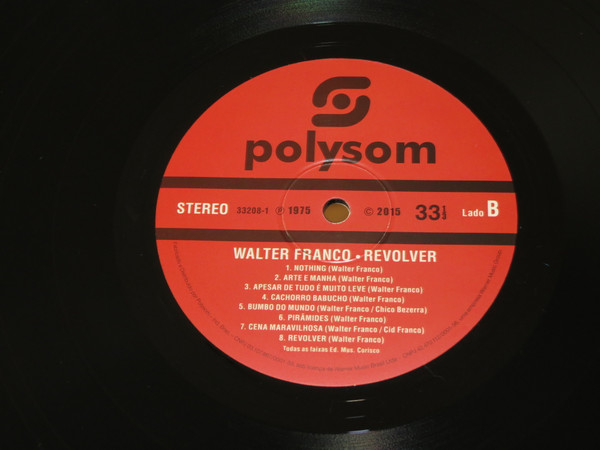 polysom
STEREO 33208-1 ℗ 1975 © 2015 33 Lado B
WALTER FRANCO • REVOLVER
1. NOTHING (Walter Franco)
2. ARTE E MANHA (Walter Franco)
3. APESAR DE TUDO É MUITO LEVE (Walter Franco)
4. CACHORRO BABUCHO (Walter Franco)
5. BUMBO DO MUNDO (Walter Franco / Chico Bezerra)
6. PIRÂMIDES (Walter Franco)
7. CENA MARAVILHOSA (Walter Franco / Cid Franco)
8. REVOLVER (Walter Franco)
Todas as faixas Ed. Mus. Corisco